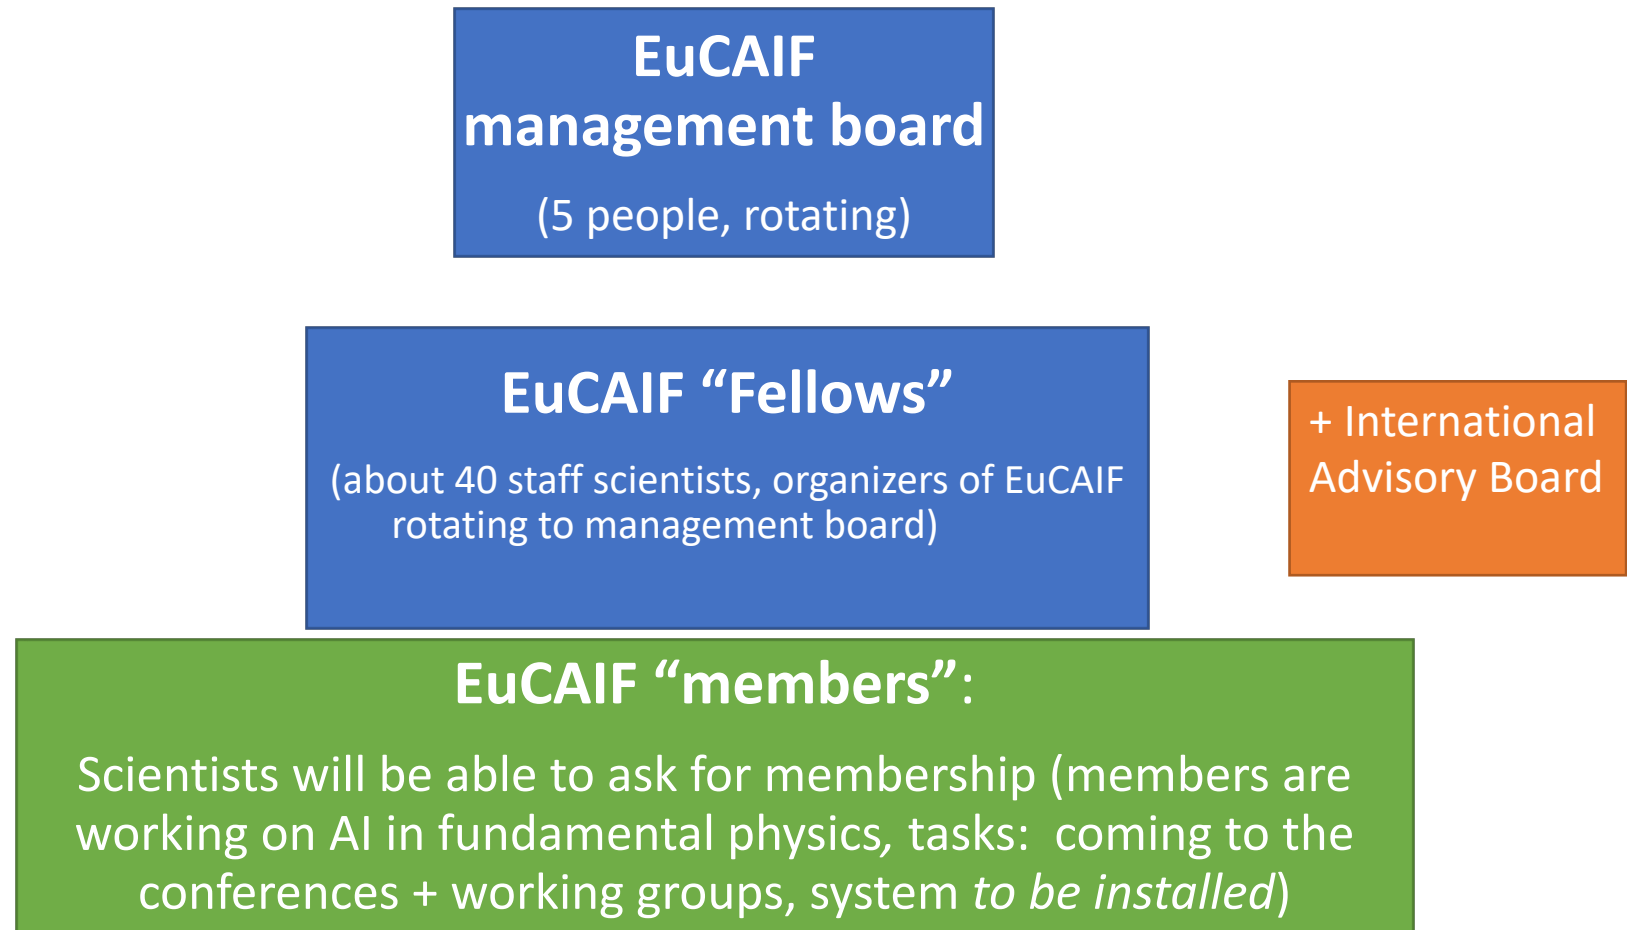 EuCAIF
management board
(5 people, rotating)
EuCAIF “Fellows”
(about 40 staff scientists, organizers of EuCAIF
rotating to management board)
+ International
Advisory Board
EuCAIF “members”:
Scientists will be able to ask for membership (members are
working on AI in fundamental physics, tasks:  coming to the
conferences + working groups, system to be installed)